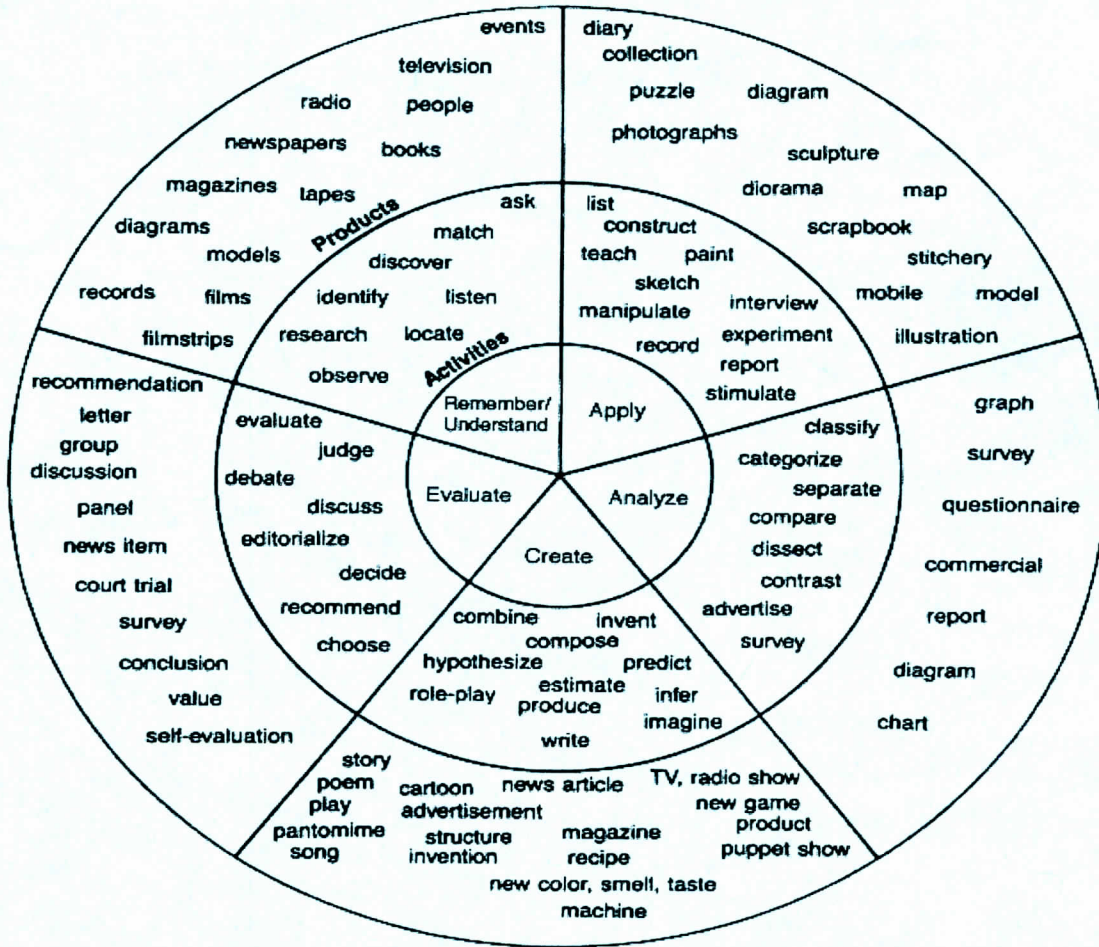 events
television
radio
people
newspapers
books
magazines
tapes
diagrams
models
records
films
filmstrips
Products
ask
match
discover
identify
listen
research
locate
observe
Activities
Remember/
Understand
diary
collection
puzzle
diagram
photographs
sculpture
diorama
map
scrapbook
stitchery
mobile
model
illustration
list
construct
teach
paint
sketch
manipulate
interview
experiment
record
report
stimulate
Apply
graph
survey
questionnaire
commercial
report
diagram
chart
classify
categorize
separate
compare
dissect
contrast
advertise
survey
Analyze
Create
combine
invent
compose
hypothesize
predict
role-play
estimate
infer
produce
imagine
write
story
poem
cartoon
news article
TV, radio show
play
advertisement
new game
product
pantomime
structure
magazine
puppet show
song
invention
recipe
new color, smell, taste
machine
Evaluate
evaluate
judge
debate
discuss
editorialize
decide
recommend
choose
recommendation
letter
group
discussion
panel
news item
court trial
survey
conclusion
value
self-evaluation